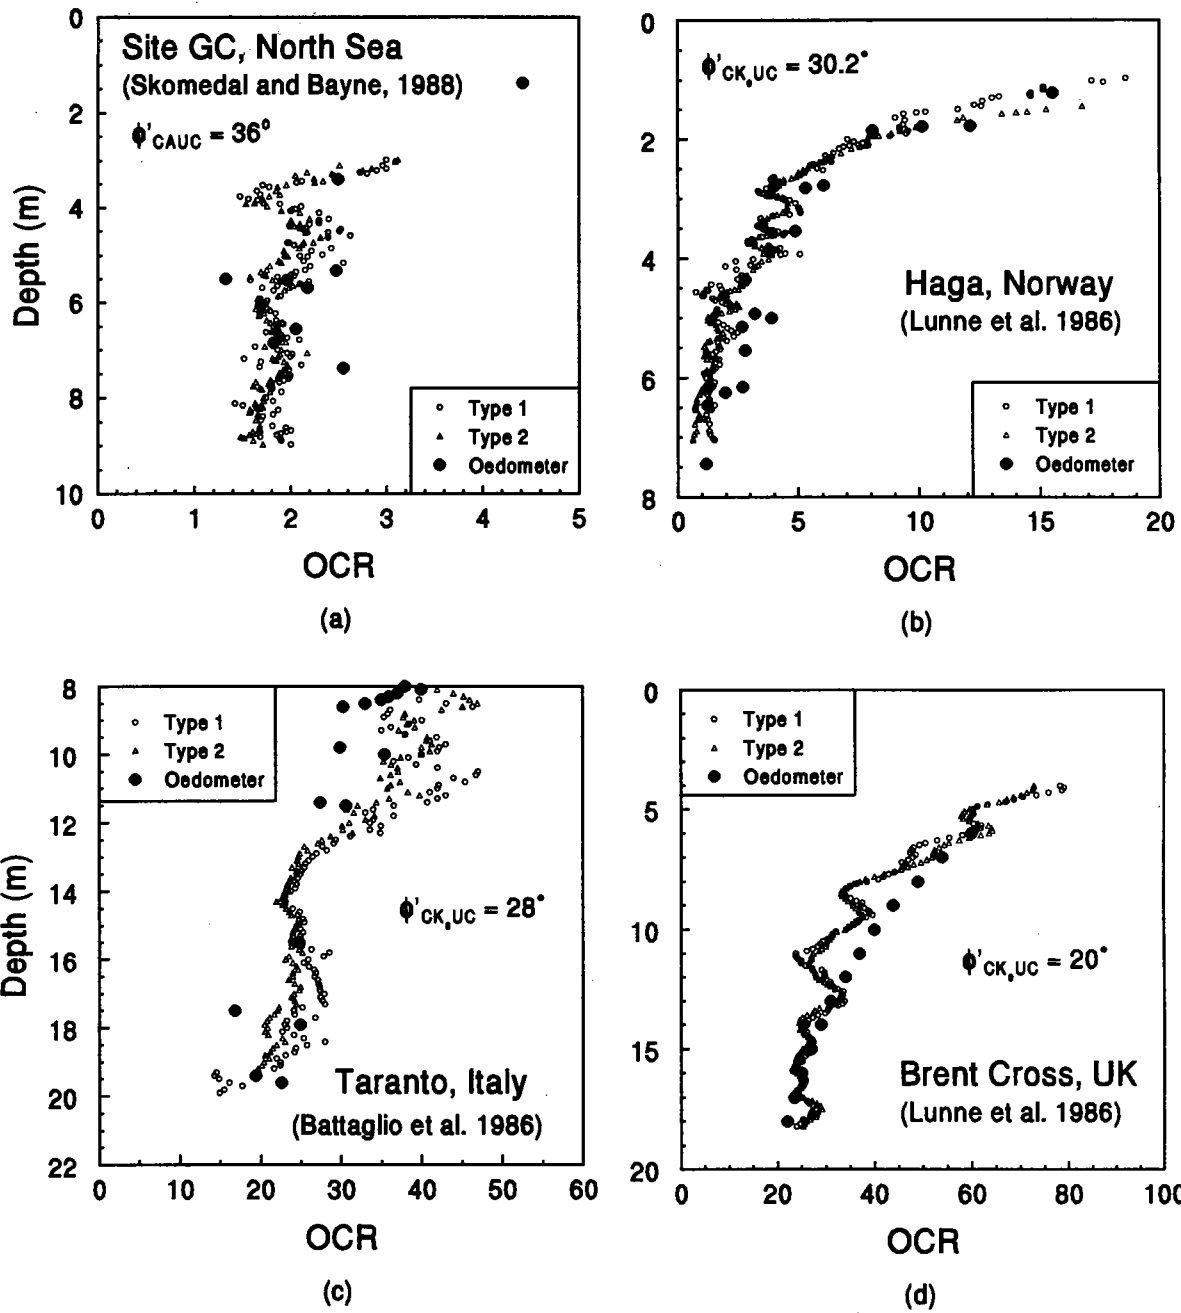 Site GC, North Sea
(Skomedal and Bayne, 1988)
ϕ'CAUC = 36°
Depth (m)
0
2
4
6
8
10
Type 1
Type 2
Oedometer
0 1 2 3 4 5
OCR
(a)
ϕ'CKₒUC = 30.2°
0
2
4
6
8
Haga, Norway
(Lunne et al. 1986)
Type 1
Type 2
Oedometer
0 5 10 15 20
OCR
(b)
Type 1
Type 2
Oedometer
Depth (m)
8
10
12
14
16
18
20
22
ϕ'CKₒUC = 28°
Taranto, Italy
(Battaglio et al. 1986)
0 10 20 30 40 50 60
OCR
(c)
Type 1
Type 2
Oedometer
0
5
10
15
20
ϕ'CKₒUC = 20°
Brent Cross, UK
(Lunne et al. 1986)
0 20 40 60 80 100
OCR
(d)